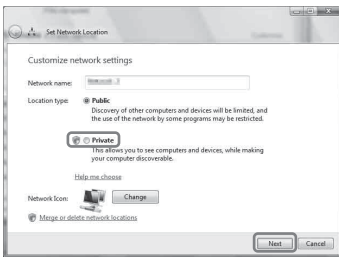 Set Network Location
Customize network settings
Network name:
Location type: Public
Discovery of other computers and devices will be limited, and
the use of the network by some programs may be restricted.
Private
This allows you to see computers and devices, while making
your computer discoverable.
Help me choose
Network Icon: Change
Merge or delete network locations
Next Cancel